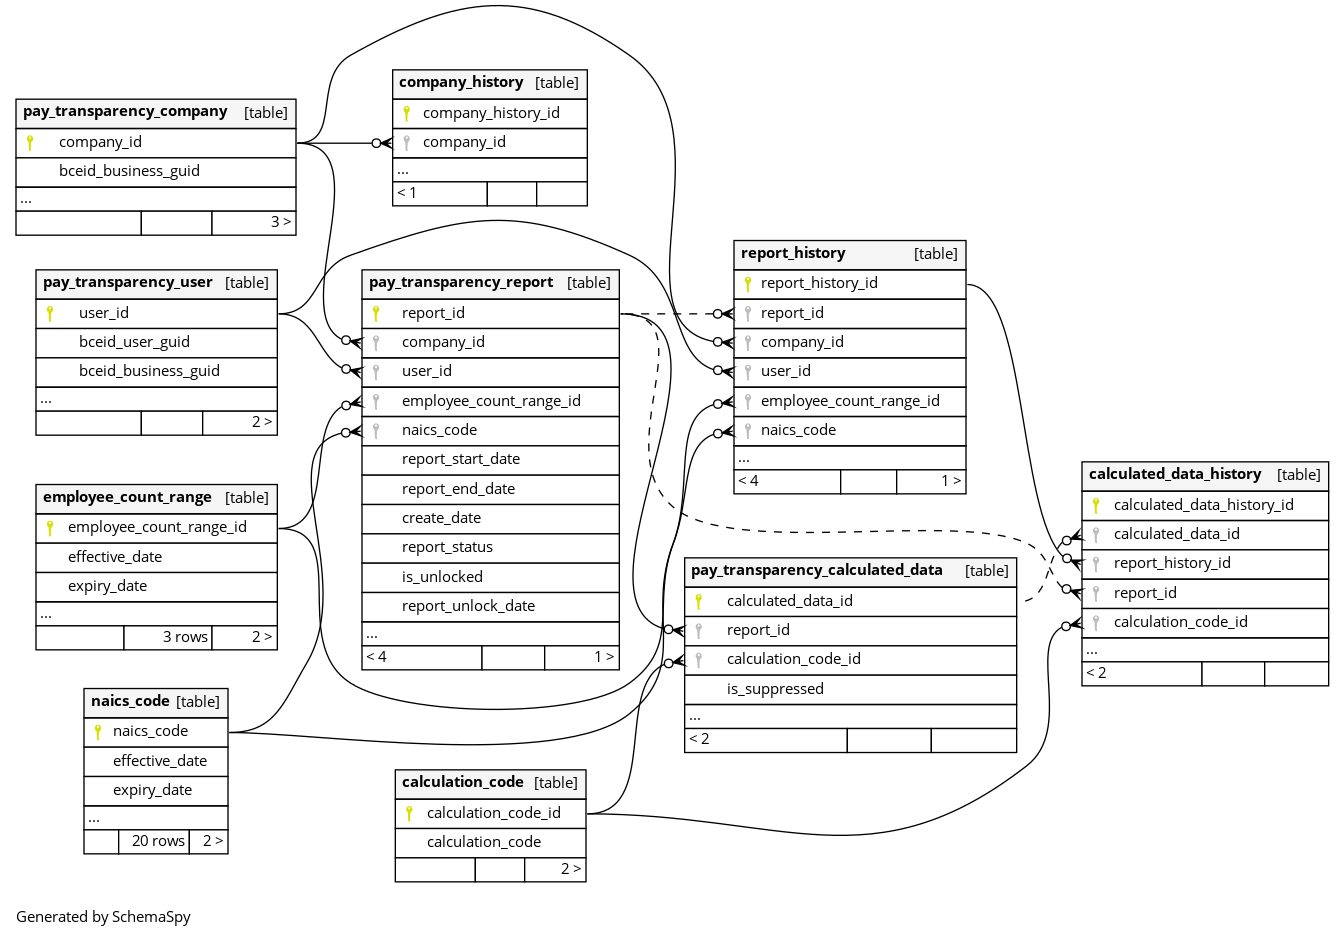 pay_transparency_company [table]
company_id
bceid_business_guid
...
3 >
company_history [table]
company_history_id
company_id
...
< 1
pay_transparency_user [table]
user_id
bceid_user_guid
bceid_business_guid
...
2 >
pay_transparency_report [table]
report_id
company_id
user_id
employee_count_range_id
naics_code
report_start_date
report_end_date
create_date
report_status
is_unlocked
report_unlock_date
...
< 4 1 >
report_history [table]
report_history_id
report_id
company_id
user_id
employee_count_range_id
naics_code
...
< 4 1 >
employee_count_range [table]
employee_count_range_id
effective_date
expiry_date
...
3 rows 2 >
calculated_data_history [table]
calculated_data_history_id
calculated_data_id
report_history_id
report_id
calculation_code_id
...
< 2
pay_transparency_calculated_data [table]
calculated_data_id
report_id
calculation_code_id
is_suppressed
...
< 2
naics_code [table]
naics_code
effective_date
expiry_date
...
20 rows 2 >
calculation_code [table]
calculation_code_id
calculation_code
2 >
Generated by SchemaSpy